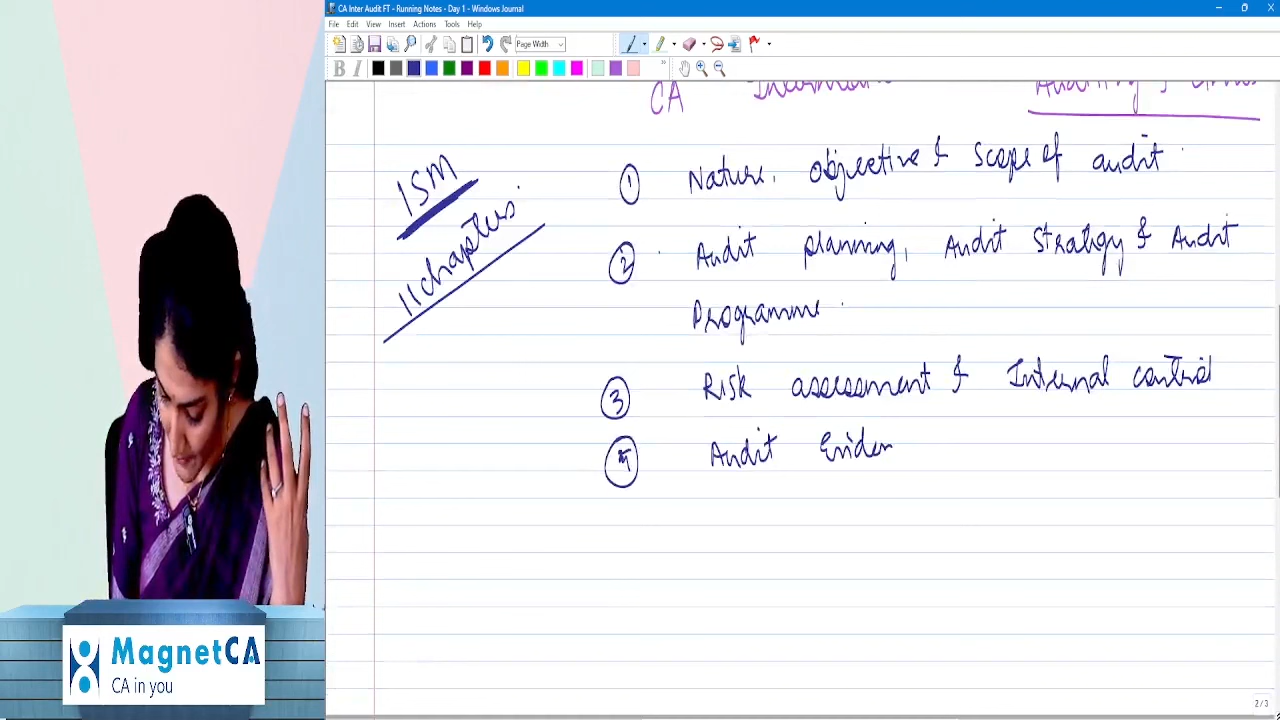 CA Inter Audit FT - Running Notes - Day 1 - Windows Journal
File Edit View Insert Actions Tools Help
Page Width
B I
CA
ISM
11 chapters
1 Nature, objective & scope of audit
2 Audit planning, Audit Strategy & Audit
Programme
3 Risk assessment & Internal control
4 Audit Eviden
MagnetCA
CA in you
2/3